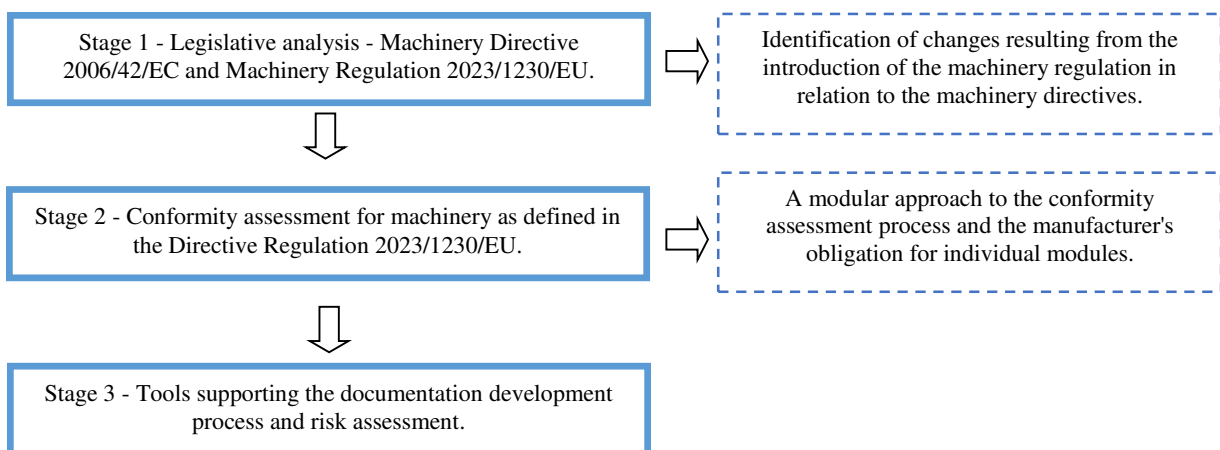 Stage 1 - Legislative analysis - Machinery Directive
2006/42/EC and Machinery Regulation 2023/1230/EU.
Identification of changes resulting from the
introduction of the machinery regulation in
relation to the machinery directives.
Stage 2 - Conformity assessment for machinery as defined in
the Directive Regulation 2023/1230/EU.
A modular approach to the conformity
assessment process and the manufacturer's
obligation for individual modules.
Stage 3 - Tools supporting the documentation development
process and risk assessment.